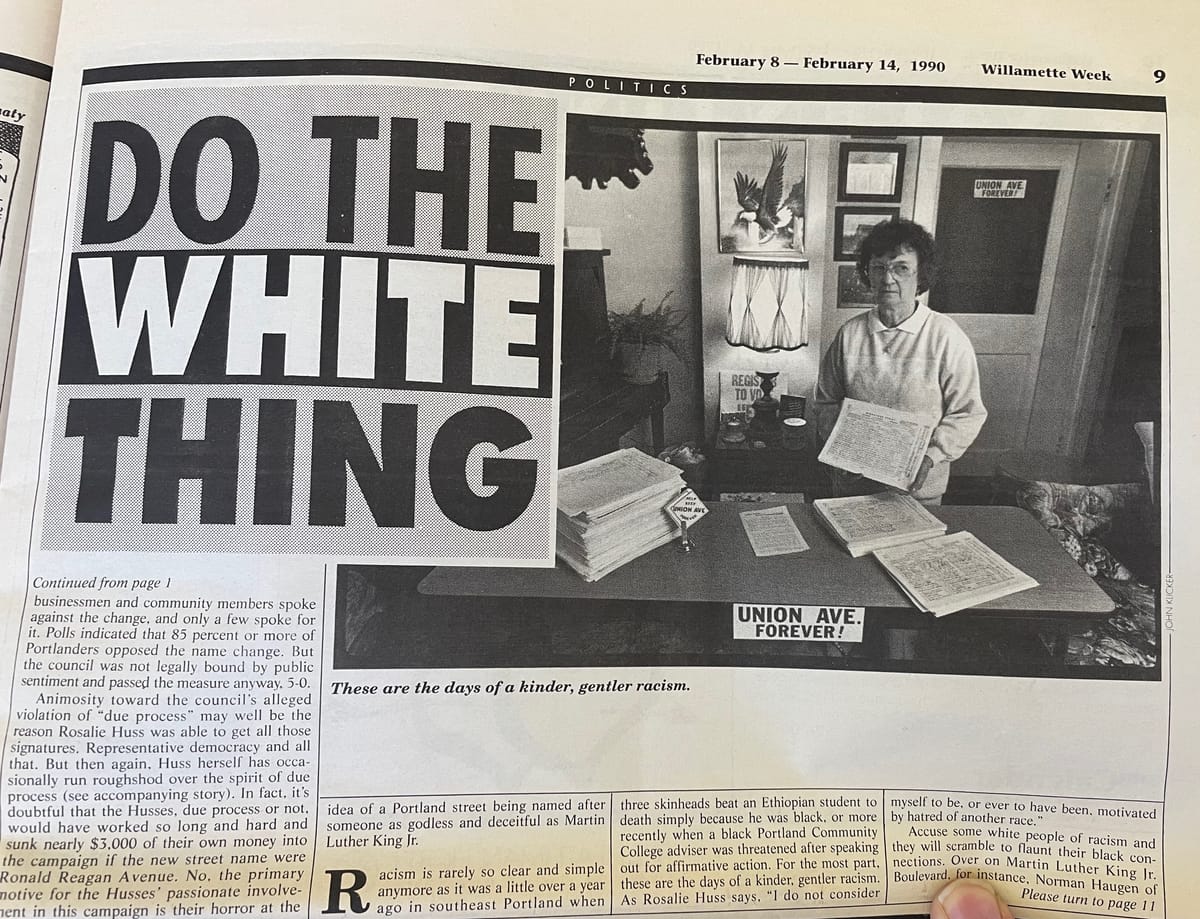 February 8 — February 14, 1990 Willamette Week 9
POLITICS
DO THE
WHITE
THING
UNION AVE.
FOREVER!
UNION AVE
UNION AVE.
FOREVER!
JOHN KLICKER
These are the days of a kinder, gentler racism.
Continued from page 1
businessmen and community members spoke
against the change, and only a few spoke for
it. Polls indicated that 85 percent or more of
Portlanders opposed the name change. But
the council was not legally bound by public
sentiment and passed the measure anyway, 5-0.
Animosity toward the council's alleged
violation of "due process" may well be the
reason Rosalie Huss was able to get all those
signatures. Representative democracy and all
that. But then again, Huss herself has occa-
sionally run roughshod over the spirit of due
process (see accompanying story). In fact, it's
doubtful that the Husses, due process or not,
would have worked so long and hard and
sunk nearly $3,000 of their own money into
the campaign if the new street name were
Ronald Reagan Avenue. No, the primary
motive for the Husses' passionate involve-
ment in this campaign is their horror at the
idea of a Portland street being named after
someone as godless and deceitful as Martin
Luther King Jr.
Racism is rarely so clear and simple
anymore as it was a little over a year
ago in southeast Portland when
three skinheads beat an Ethiopian student to
death simply because he was black, or more
recently when a black Portland Community
College adviser was threatened after speaking
out for affirmative action. For the most part,
these are the days of a kinder, gentler racism.
As Rosalie Huss says, "I do not consider
myself to be, or ever to have been, motivated
by hatred of another race."
Accuse some white people of racism and
they will scramble to flaunt their black con-
nections. Over on Martin Luther King Jr.
Boulevard, for instance, Norman Haugen of
Please turn to page 11